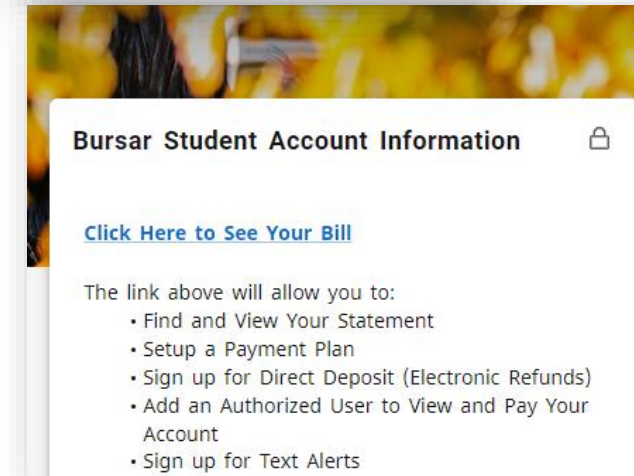 Bursar Student Account Information
Click Here to See Your Bill
The link above will allow you to:
• Find and View Your Statement
• Setup a Payment Plan
• Sign up for Direct Deposit (Electronic Refunds)
• Add an Authorized User to View and Pay Your
Account
• Sign up for Text Alerts